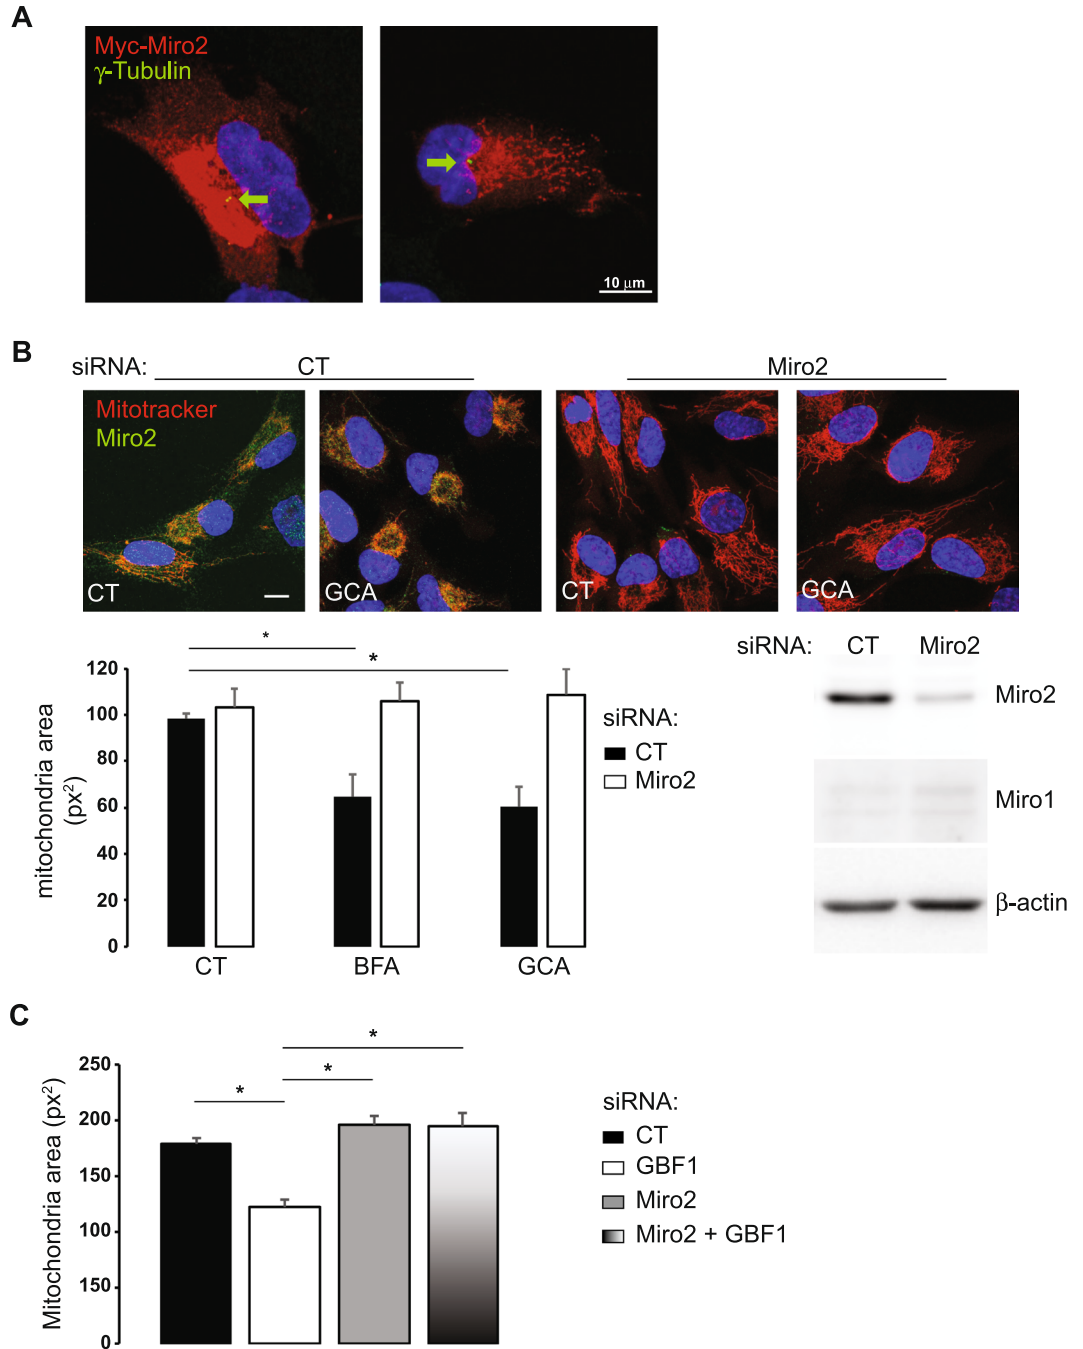 A
Myc-Miro2
γ-Tubulin
10 μm
B
siRNA: CT Miro2
Mitotracker
Miro2
CT GCA CT GCA
* 
*
mitochondria area
(px²)
120
100
80
60
40
20
0
CT BFA GCA
siRNA:
CT
Miro2
siRNA: CT Miro2
Miro2
Miro1
β-actin
C
*
*
*
Mitochondria area (px²)
250
200
150
100
150
0
siRNA:
CT
GBF1
Miro2
Miro2 + GBF1